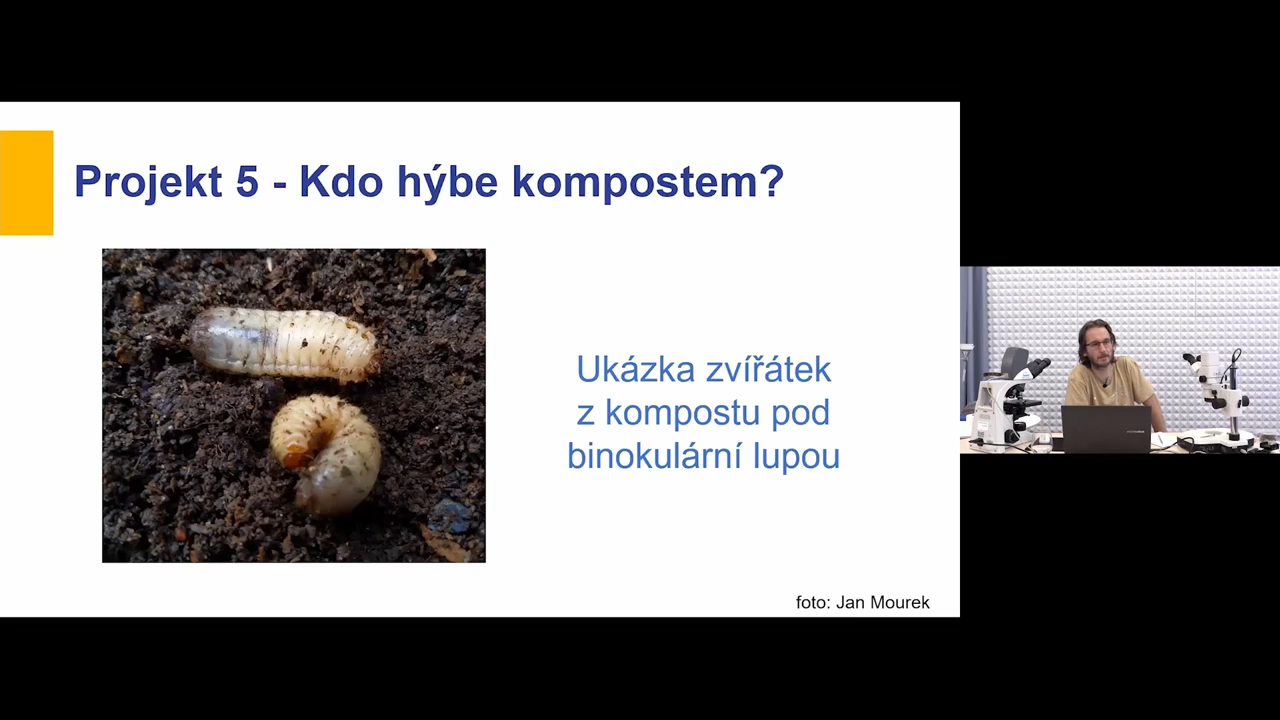 Projekt 5 - Kdo hýbe kompostem?
Ukázka zvířátek
z kompostu pod
binokulární lupou
foto: Jan Mourek